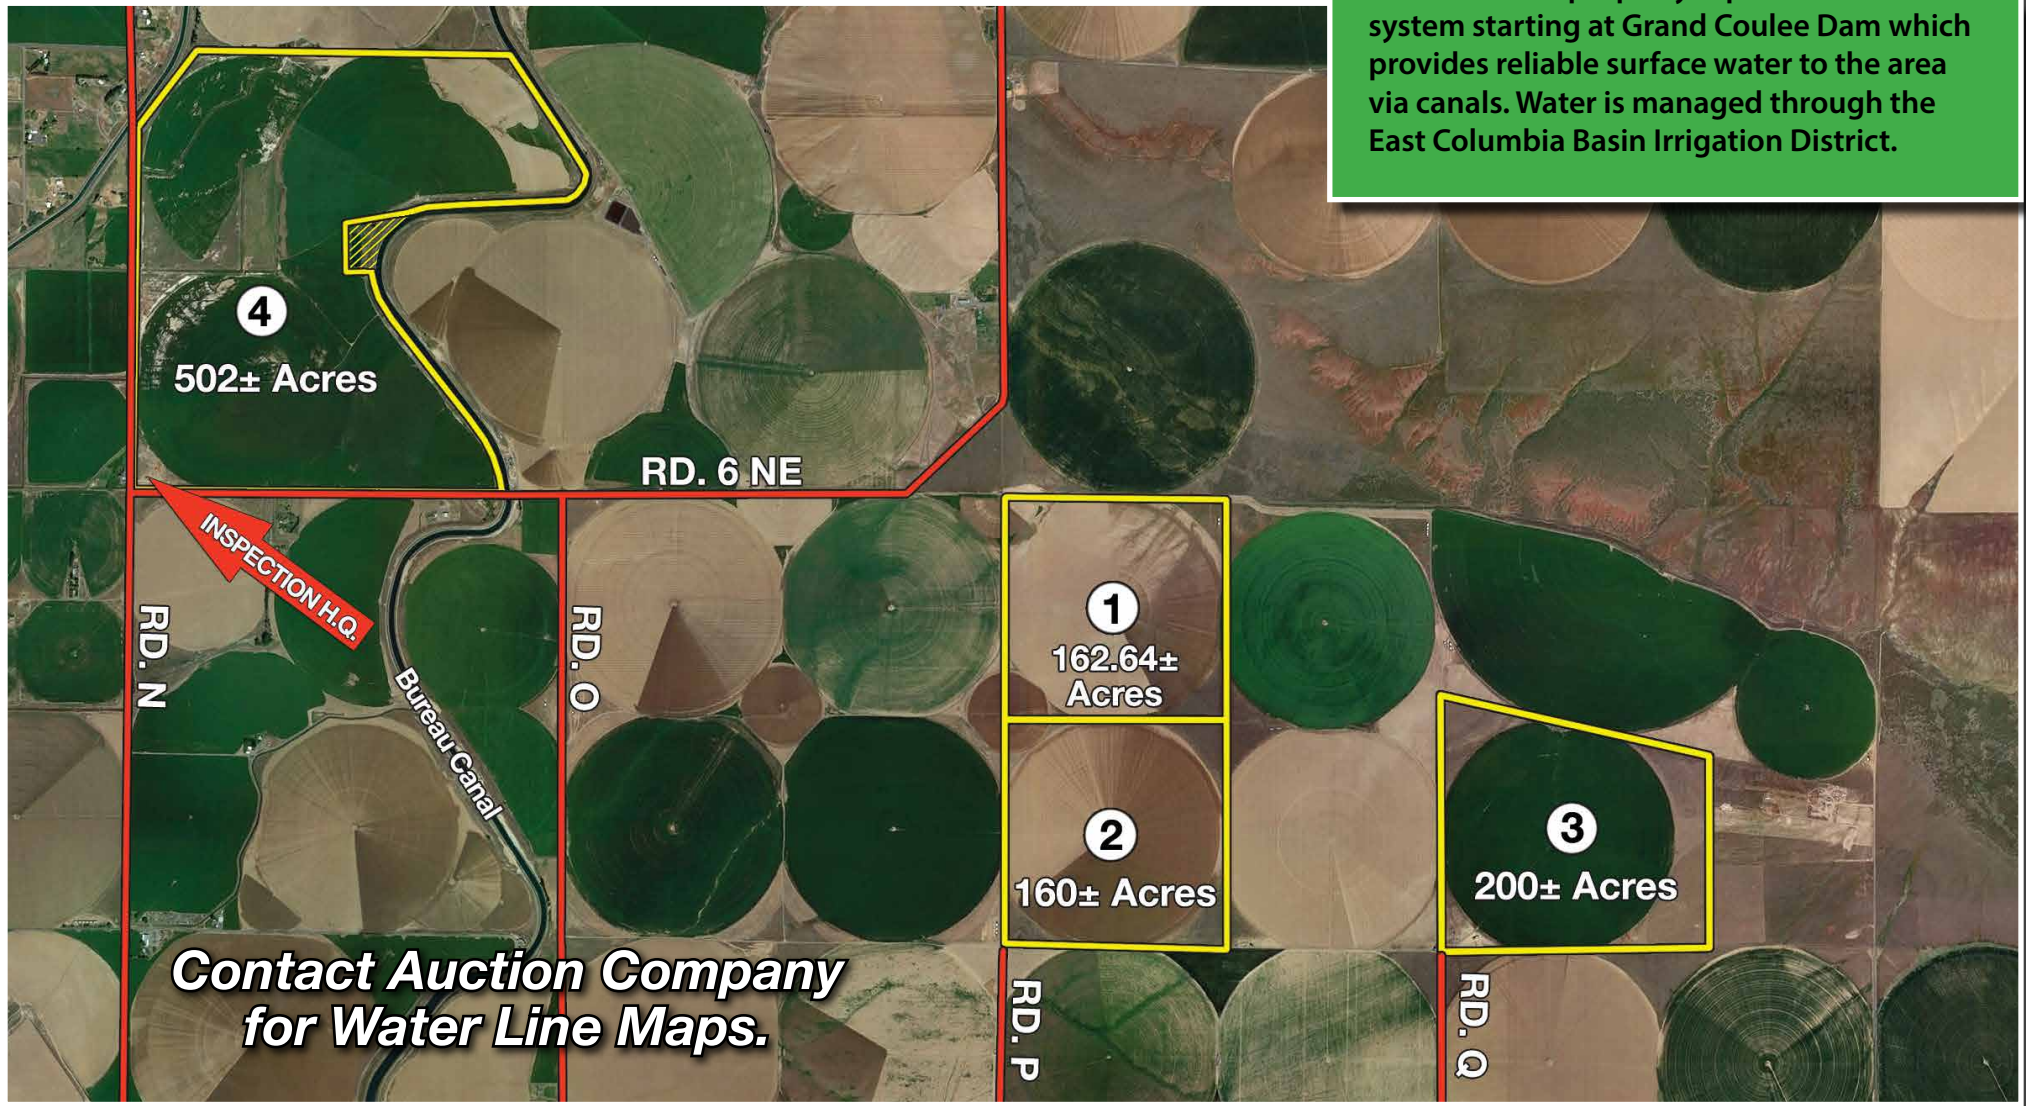 system starting at Grand Coulee Dam which
provides reliable surface water to the area
via canals. Water is managed through the
East Columbia Basin Irrigation District.
4
502± Acres
RD. 6 NE
INSPECTION H.Q.
RD. N
RD. O
Bureau Canal
1
162.64±
Acres
2
160± Acres
3
200± Acres
Contact Auction Company
for Water Line Maps.
RD. P
RD. Q